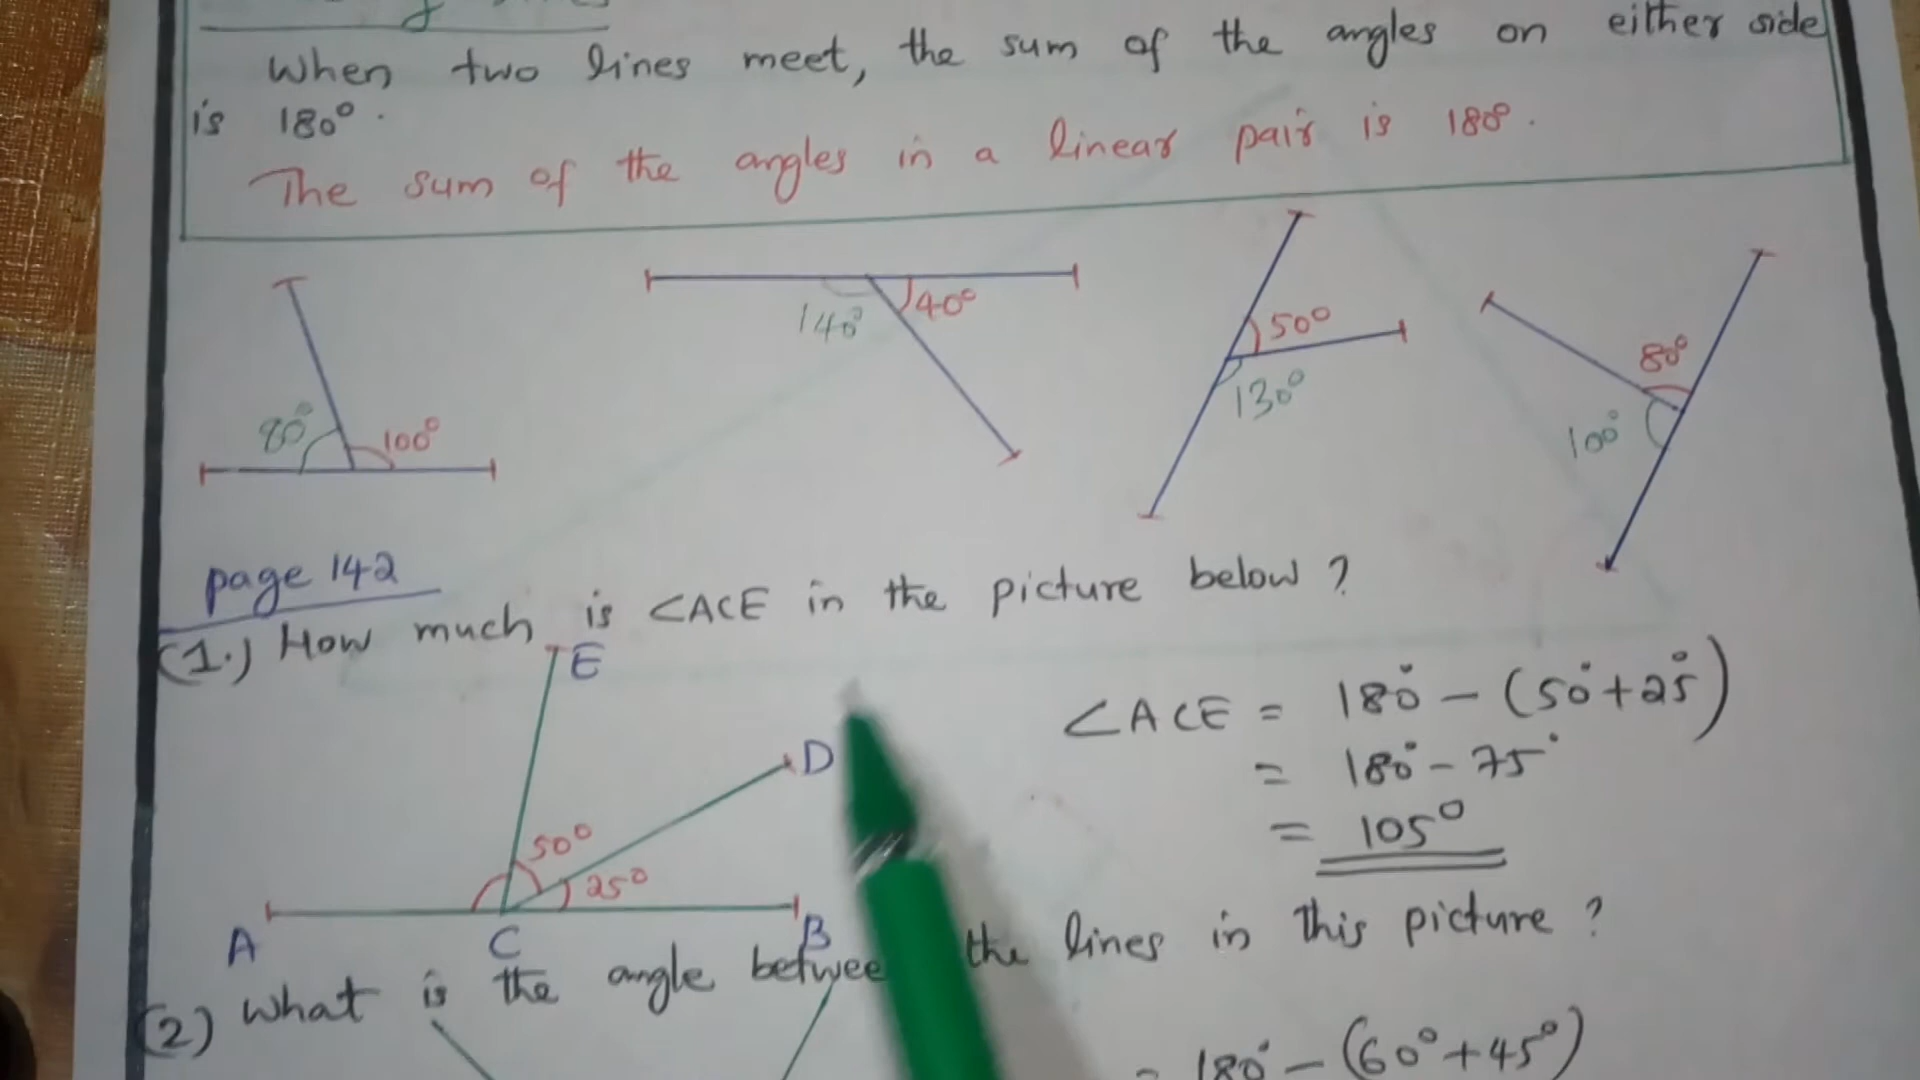 When two lines meet, the sum of the angles on either side
is 180°.
The sum of the angles in a linear pair is 180°.
80° 100°
140° 40°
50°
130°
80°
100°
page 142
(1.) How much is ∠ACE in the picture below?
E
D
50°
25°
A C B
∠ACE = 180° - (50° + 25°)
= 180° - 75°
= 105°
(2) What is the angle betwee the lines in this picture?
= 180° - (60° + 45°)